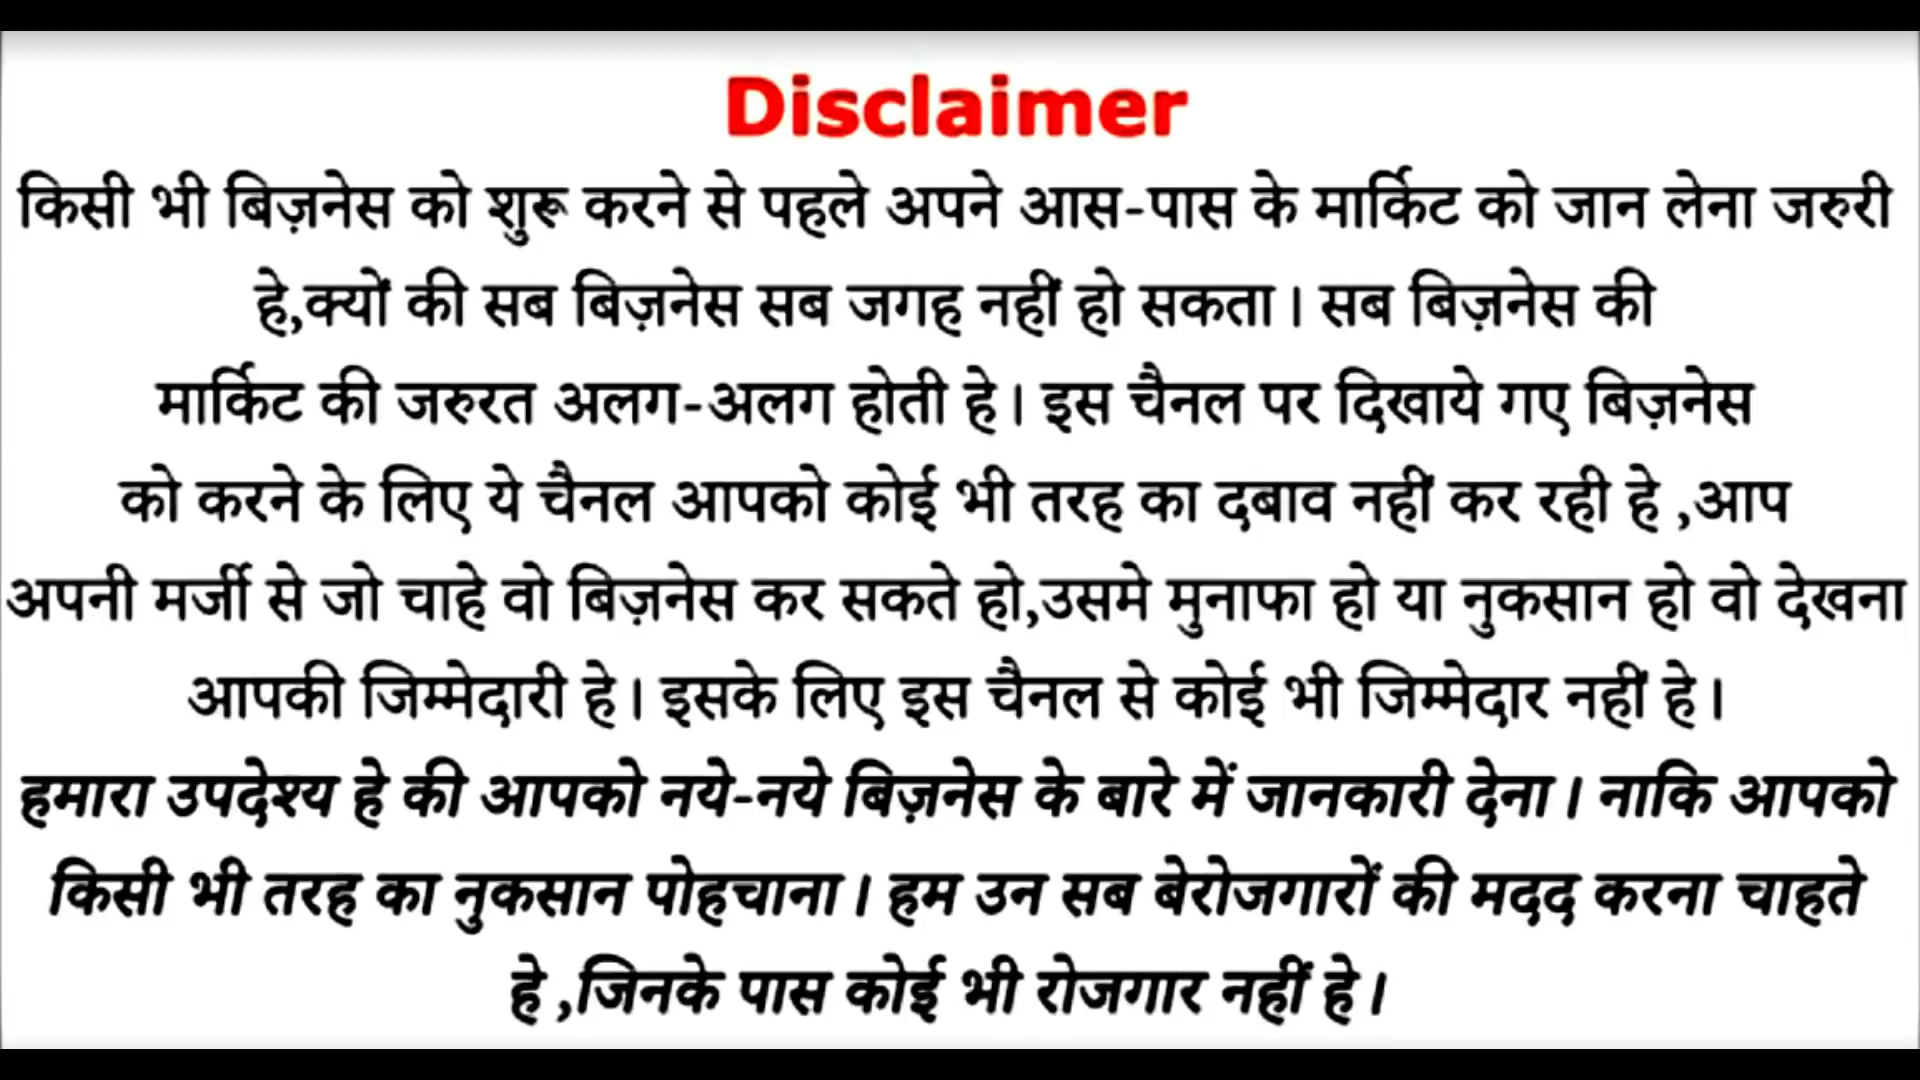 Disclaimer
किसी भी बिज़नेस को शुरू करने से पहले अपने आस-पास के मार्किट को जान लेना जरुरी
हे,क्यों की सब बिज़नेस सब जगह नहीं हो सकता। सब बिज़नेस की
मार्किट की जरुरत अलग-अलग होती हे। इस चैनल पर दिखाये गए बिज़नेस
को करने के लिए ये चैनल आपको कोई भी तरह का दबाव नहीं कर रही हे ,आप
अपनी मर्जी से जो चाहे वो बिज़नेस कर सकते हो,उसमे मुनाफा हो या नुकसान हो वो देखना
आपकी जिम्मेदारी हे। इसके लिए इस चैनल से कोई भी जिम्मेदार नहीं हे।
हमारा उपदेश्य हे की आपको नये-नये बिज़नेस के बारे में जानकारी देना। नाकि आपको
किसी भी तरह का नुकसान पोहचाना। हम उन सब बेरोजगारों की मदद करना चाहते
हे ,जिनके पास कोई भी रोजगार नहीं हे।